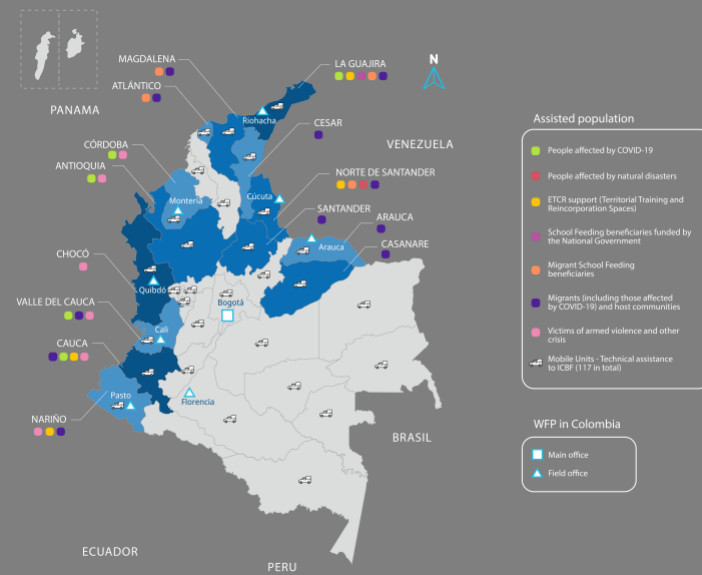 MAGDALENA
LA GUAJIRA
N
ATLÁNTICO
PANAMA
Riohacha
CESAR
VENEZUELA
CÓRDOBA
ANTIOQUIA
NORTE DE SANTANDER
Montería
Cúcuta
SANTANDER
ARAUCA
Arauca
CASANARE
CHOCÓ
Quibdó
Bogotá
VALLE DEL CAUCA
Cali
CAUCA
Pasto
Florencia
NARIÑO
BRASIL
ECUADOR
PERU
Assisted population
People affected by COVID-19
People affected by natural disasters
ETCR support (Territorial Training and
Reincorporation Spaces)
School Feeding beneficiaries funded by
the National Government
Migrant School Feeding
beneficiaries
Migrants (including those affected
by COVID-19) and host communities
Victims of armed violence and other
crisis
Mobile Units - Technical assistance
to ICBF (117 in total)
WFP in Colombia
Main office
Field office